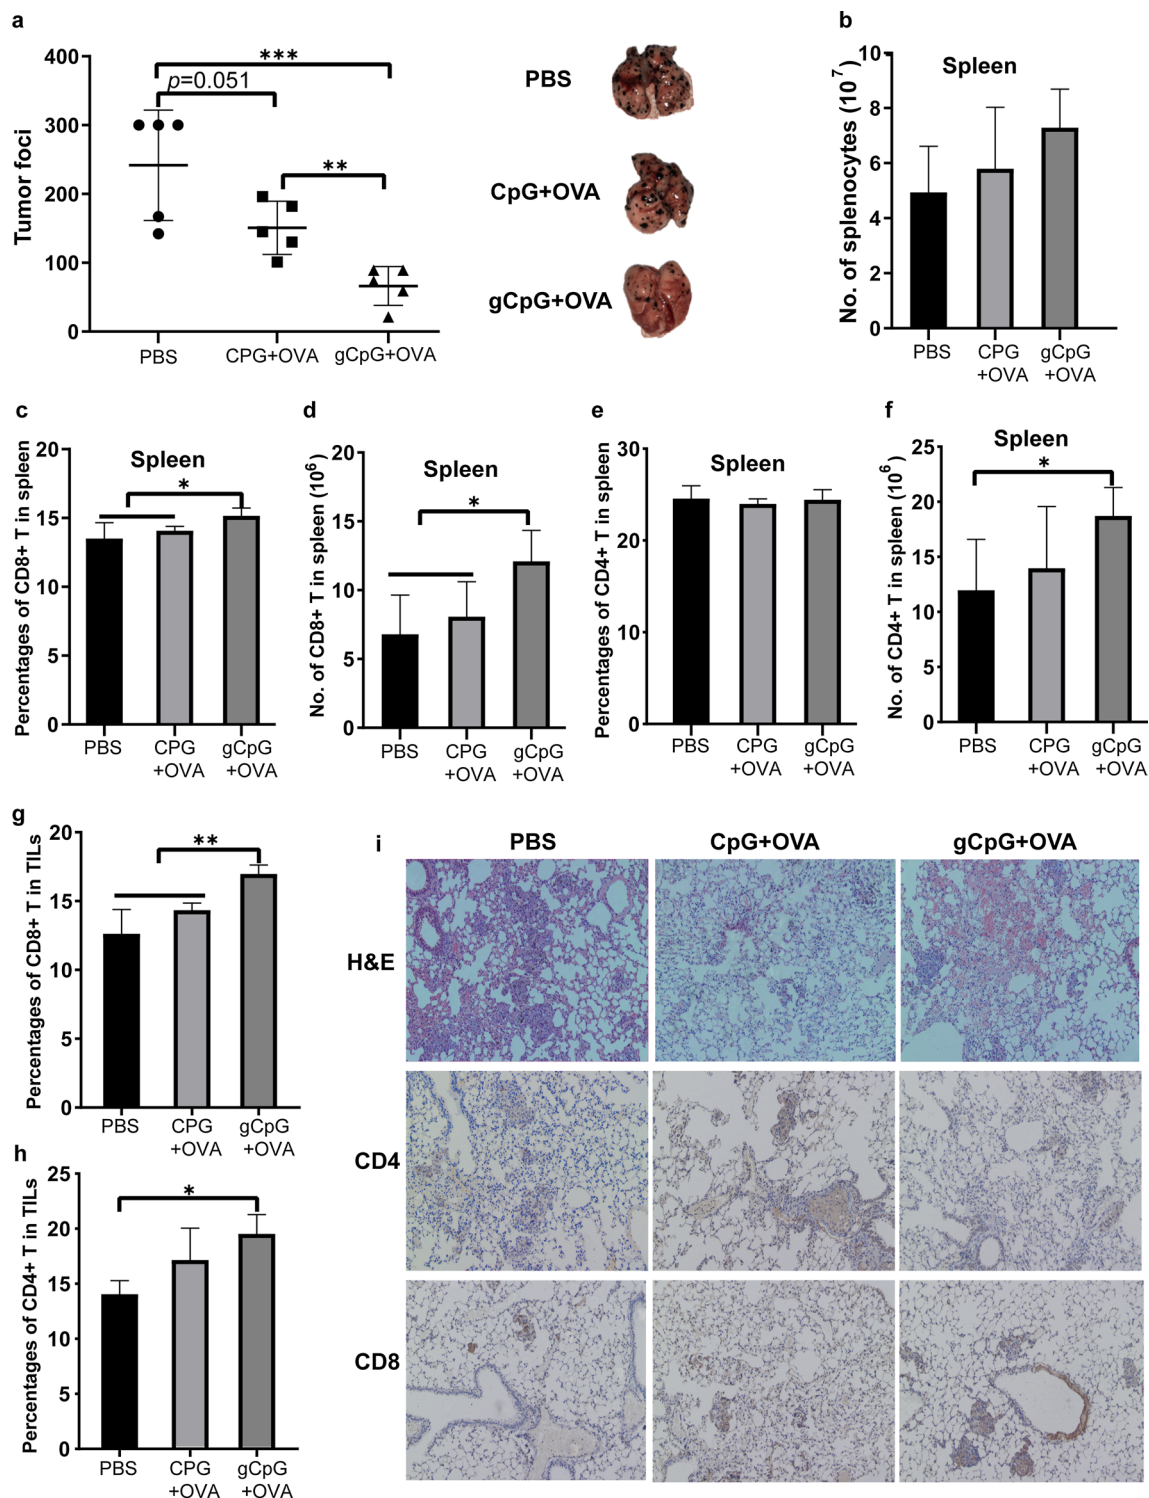 a
Tumor foci
400
300
200
100
0
***
p=0.051
**
PBS
CPG+OVA
gCpG+OVA
PBS
CpG+OVA
gCpG+OVA
b
No. of splenocytes (10^7)
10
8
6
4
2
0
Spleen
PBS
CPG
+OVA
gCpG
+OVA
c
Percentages of CD8+ T in spleen
20
15
10
5
0
Spleen
*
PBS
CPG
+OVA
gCpG
+OVA
d
No. of CD8+ T in spleen (10^6)
20
15
10
5
0
Spleen
*
PBS
CPG
+OVA
gCpG
+OVA
e
Percentages of CD4+ T in spleen
30
20
10
0
Spleen
PBS
CPG
+OVA
gCpG
+OVA
f
No. of CD4+ T in spleen (10^6)
25
20
15
10
5
0
Spleen
*
PBS
CPG
+OVA
gCpG
+OVA
g
Percentages of CD8+ T in TILs
20
15
10
5
0
**
PBS
CPG
+OVA
gCpG
+OVA
h
Percentages of CD4+ T in TILs
25
20
15
10
5
0
*
PBS
CPG
+OVA
gCpG
+OVA
i
PBS
CpG+OVA
gCpG+OVA
H&E
CD4
CD8